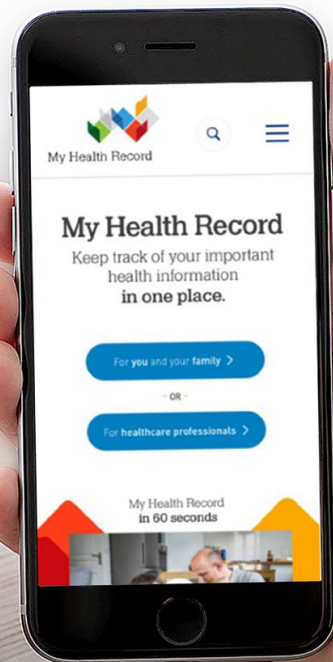 My Health Record
My Health Record
Keep track of your important
health information
in one place.
For you and your family >
- OR -
For healthcare professionals >
My Health Record
in 60 seconds